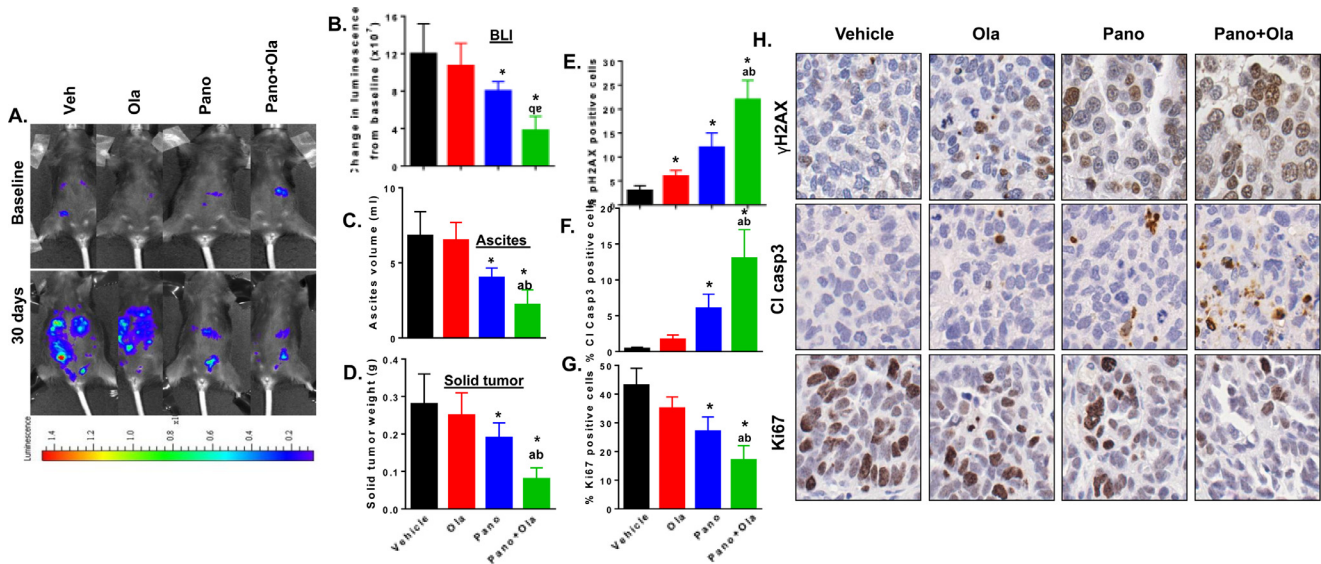 A.
Veh
Ola
Pano
Pano+Ola
Baseline
30 days
Luminescence
1.4
1.2
1.0
0.8
0.6
0.4
0.2
B.
BLI
Change in luminescence
from baseline (x10⁷)
16
12
8
4
0
*
*
ab
C.
Ascites
Ascites volume (ml)
10
5
0
*
*
ab
D.
Solid tumor
Solid tumor weight (g)
0.4
0.3
0.2
0.1
0.0
*
*
ab
Vehicle
Ola
Pano
Pano+Ola
E.
% pH2AX positive cells
30
25
20
15
10
5
*
*
*
ab
F.
% Cl Casp3 positive cells
20
15
10
5
0
*
*
ab
G.
% Ki67 positive cells
50
40
30
20
10
0
*
*
ab
Vehicle
Ola
Pano
Pano+Ola
H.
Vehicle
Ola
Pano
Pano+Ola
γH2AX
Cl casp3
Ki67